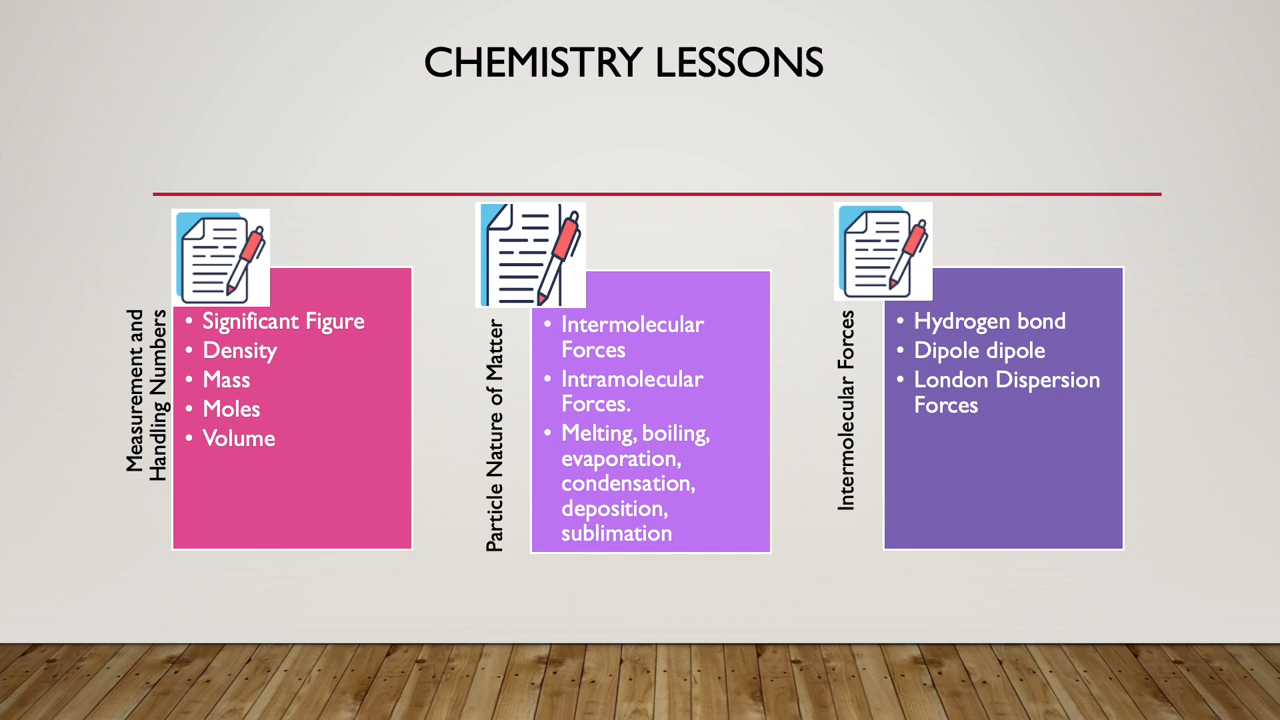 CHEMISTRY LESSONS
Measurement and
Handling Numbers
• Significant Figure
• Density
• Mass
• Moles
• Volume
Particle Nature of Matter
• Intermolecular
Forces
• Intramolecular
Forces.
• Melting, boiling,
evaporation,
condensation,
deposition,
sublimation
Intermolecular Forces
• Hydrogen bond
• Dipole dipole
• London Dispersion
Forces